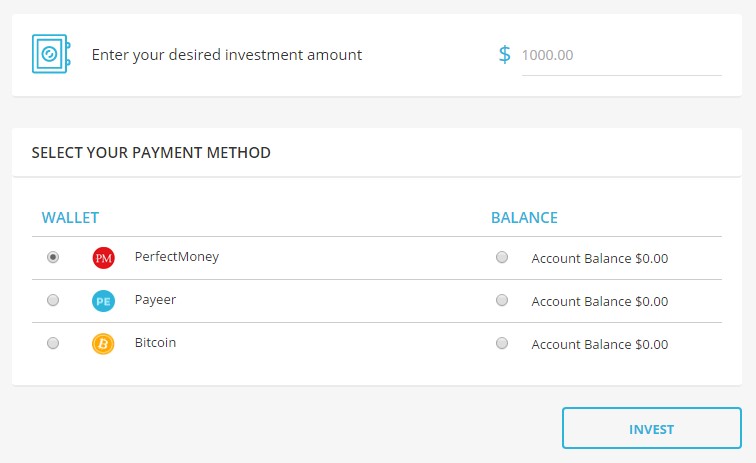 Enter your desired investment amount $ 1000.00
SELECT YOUR PAYMENT METHOD
WALLET BALANCE
PM PerfectMoney Account Balance $0.00
PE Payeer Account Balance $0.00
B Bitcoin Account Balance $0.00
INVEST